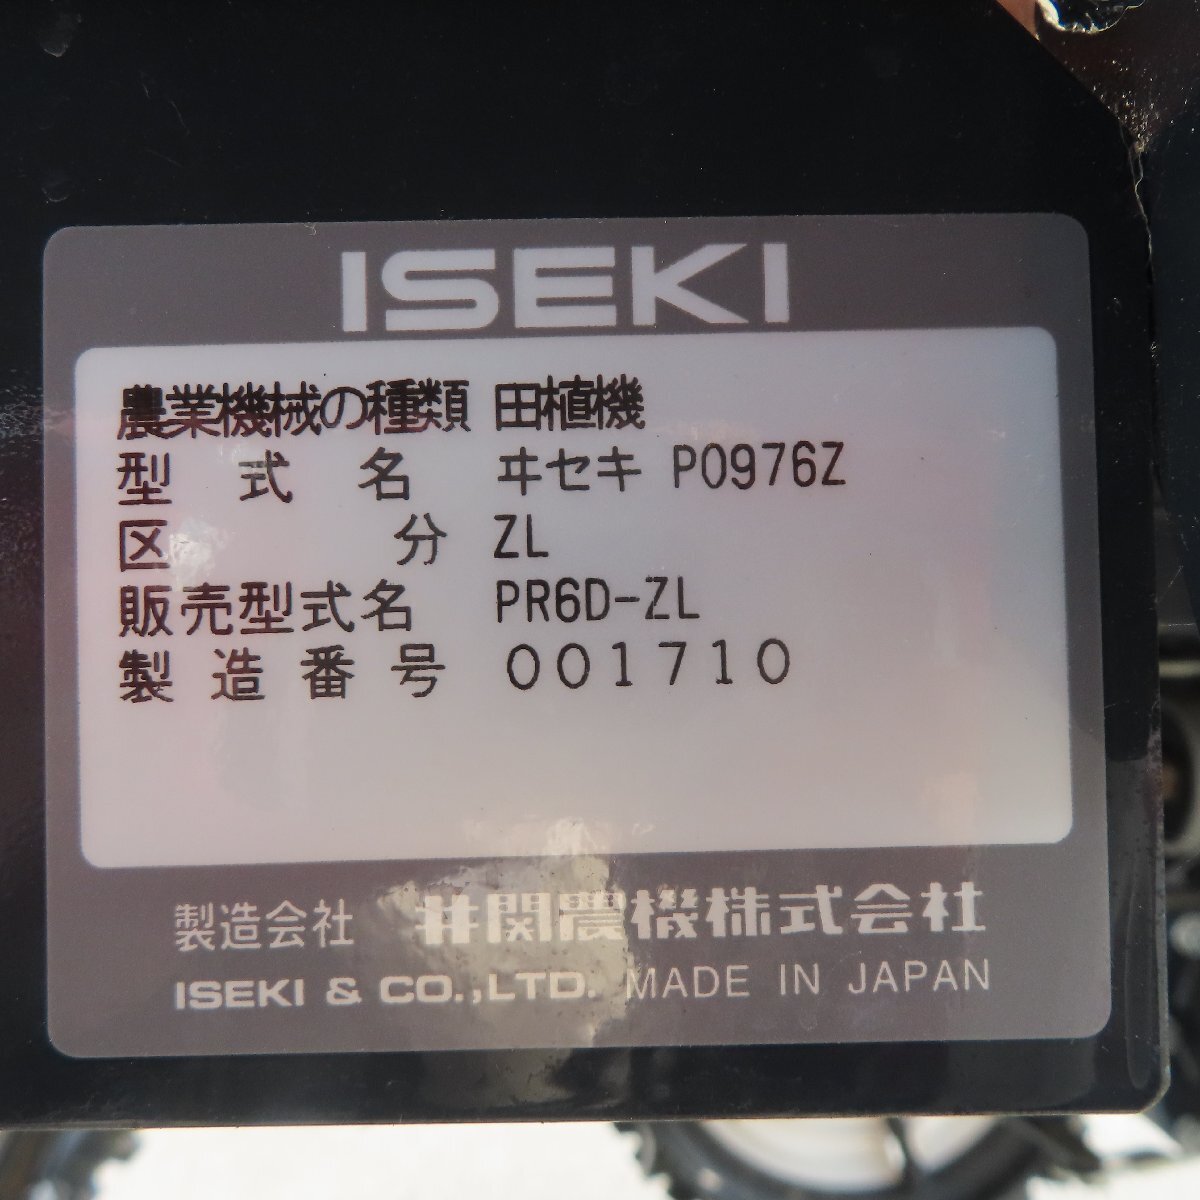 ISEKI
農業機械の種類 田植機
型式名 ヰセキ P0976Z
区分 ZL
販売型式名 PR6D-ZL
製造番号 001710
製造会社 井関農機株式会社
ISEKI & CO.,LTD. MADE IN JAPAN